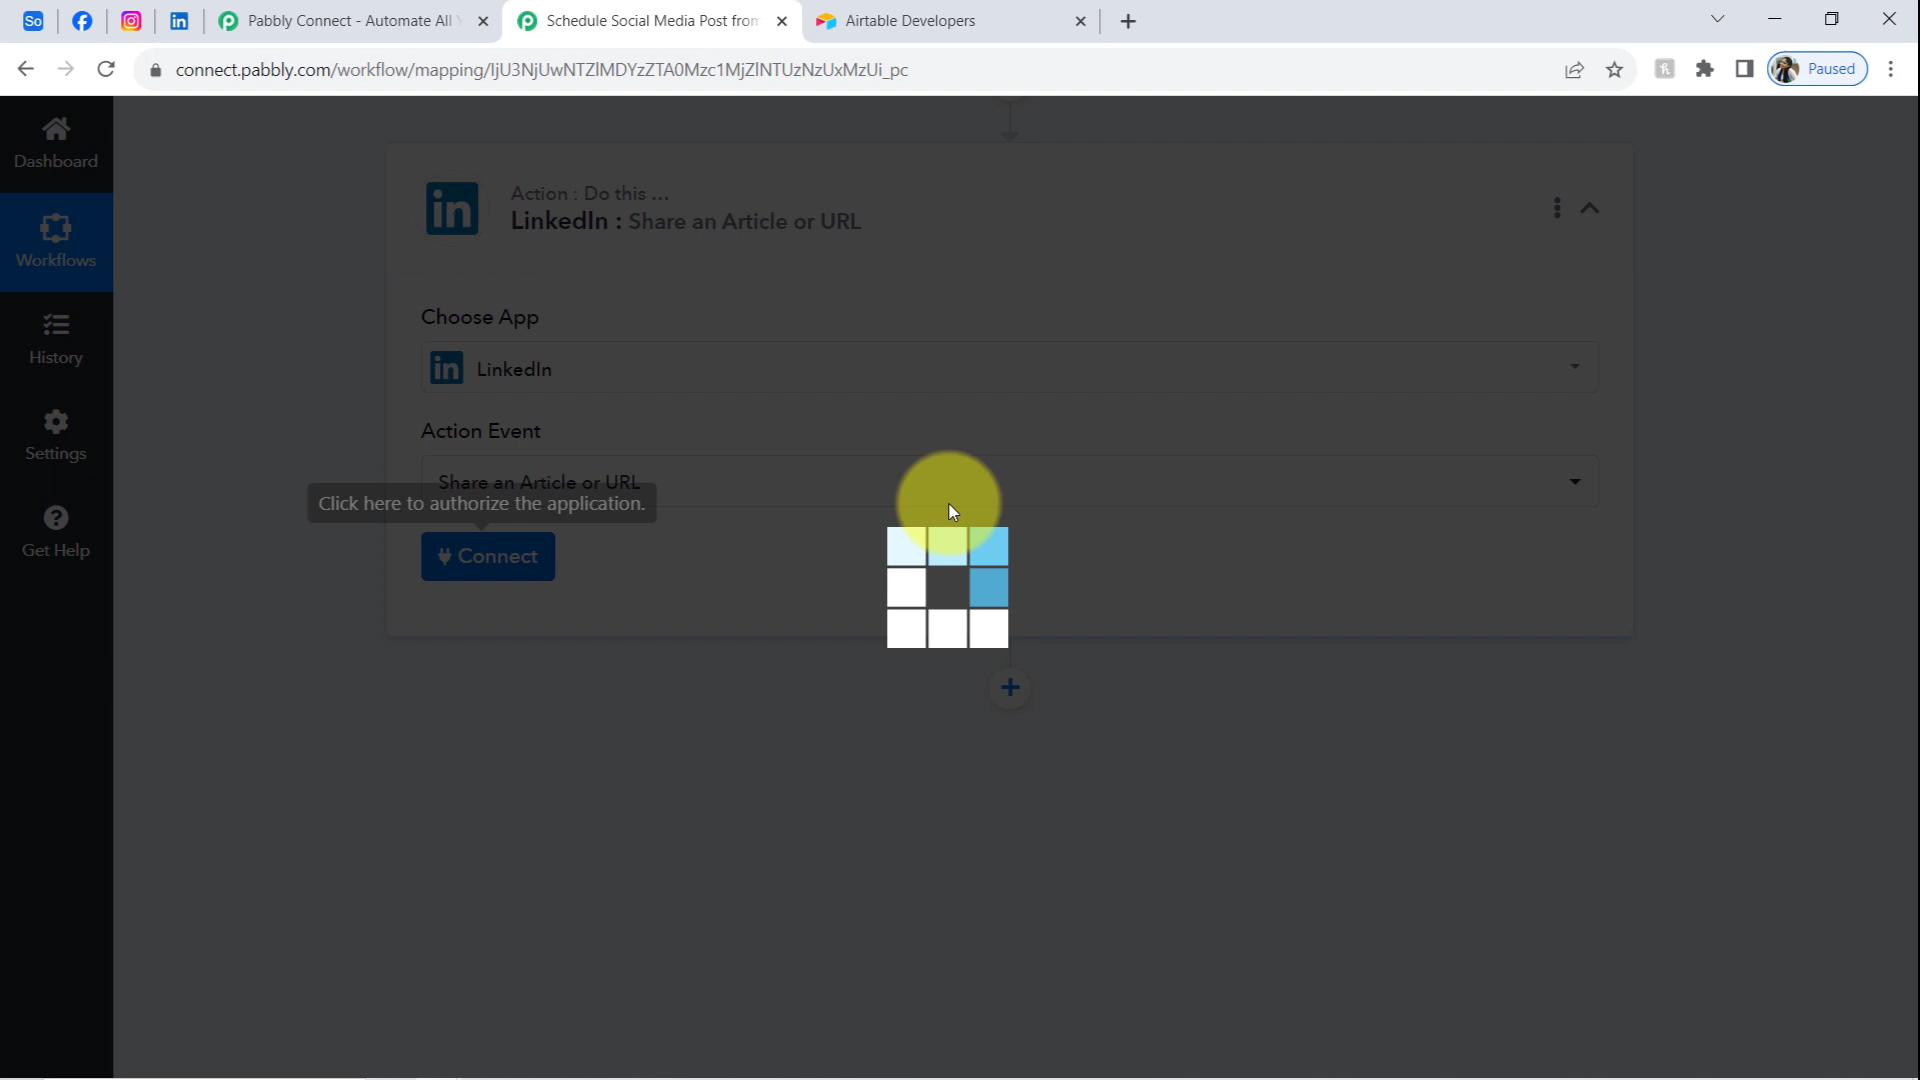 So
Pabbly Connect - Automate All Y
Schedule Social Media Post from
Airtable Developers
connect.pabbly.com/workflow/mapping/IjU3NjUwNTZlMDYzZTA0Mzc1MjZlNTUzNzUxMzUi_pc
Paused
Dashboard
Workflows
History
Settings
Get Help
Action : Do this ...
LinkedIn : Share an Article or URL
Choose App
LinkedIn
Action Event
Share an Article or URL
Click here to authorize the application.
Connect